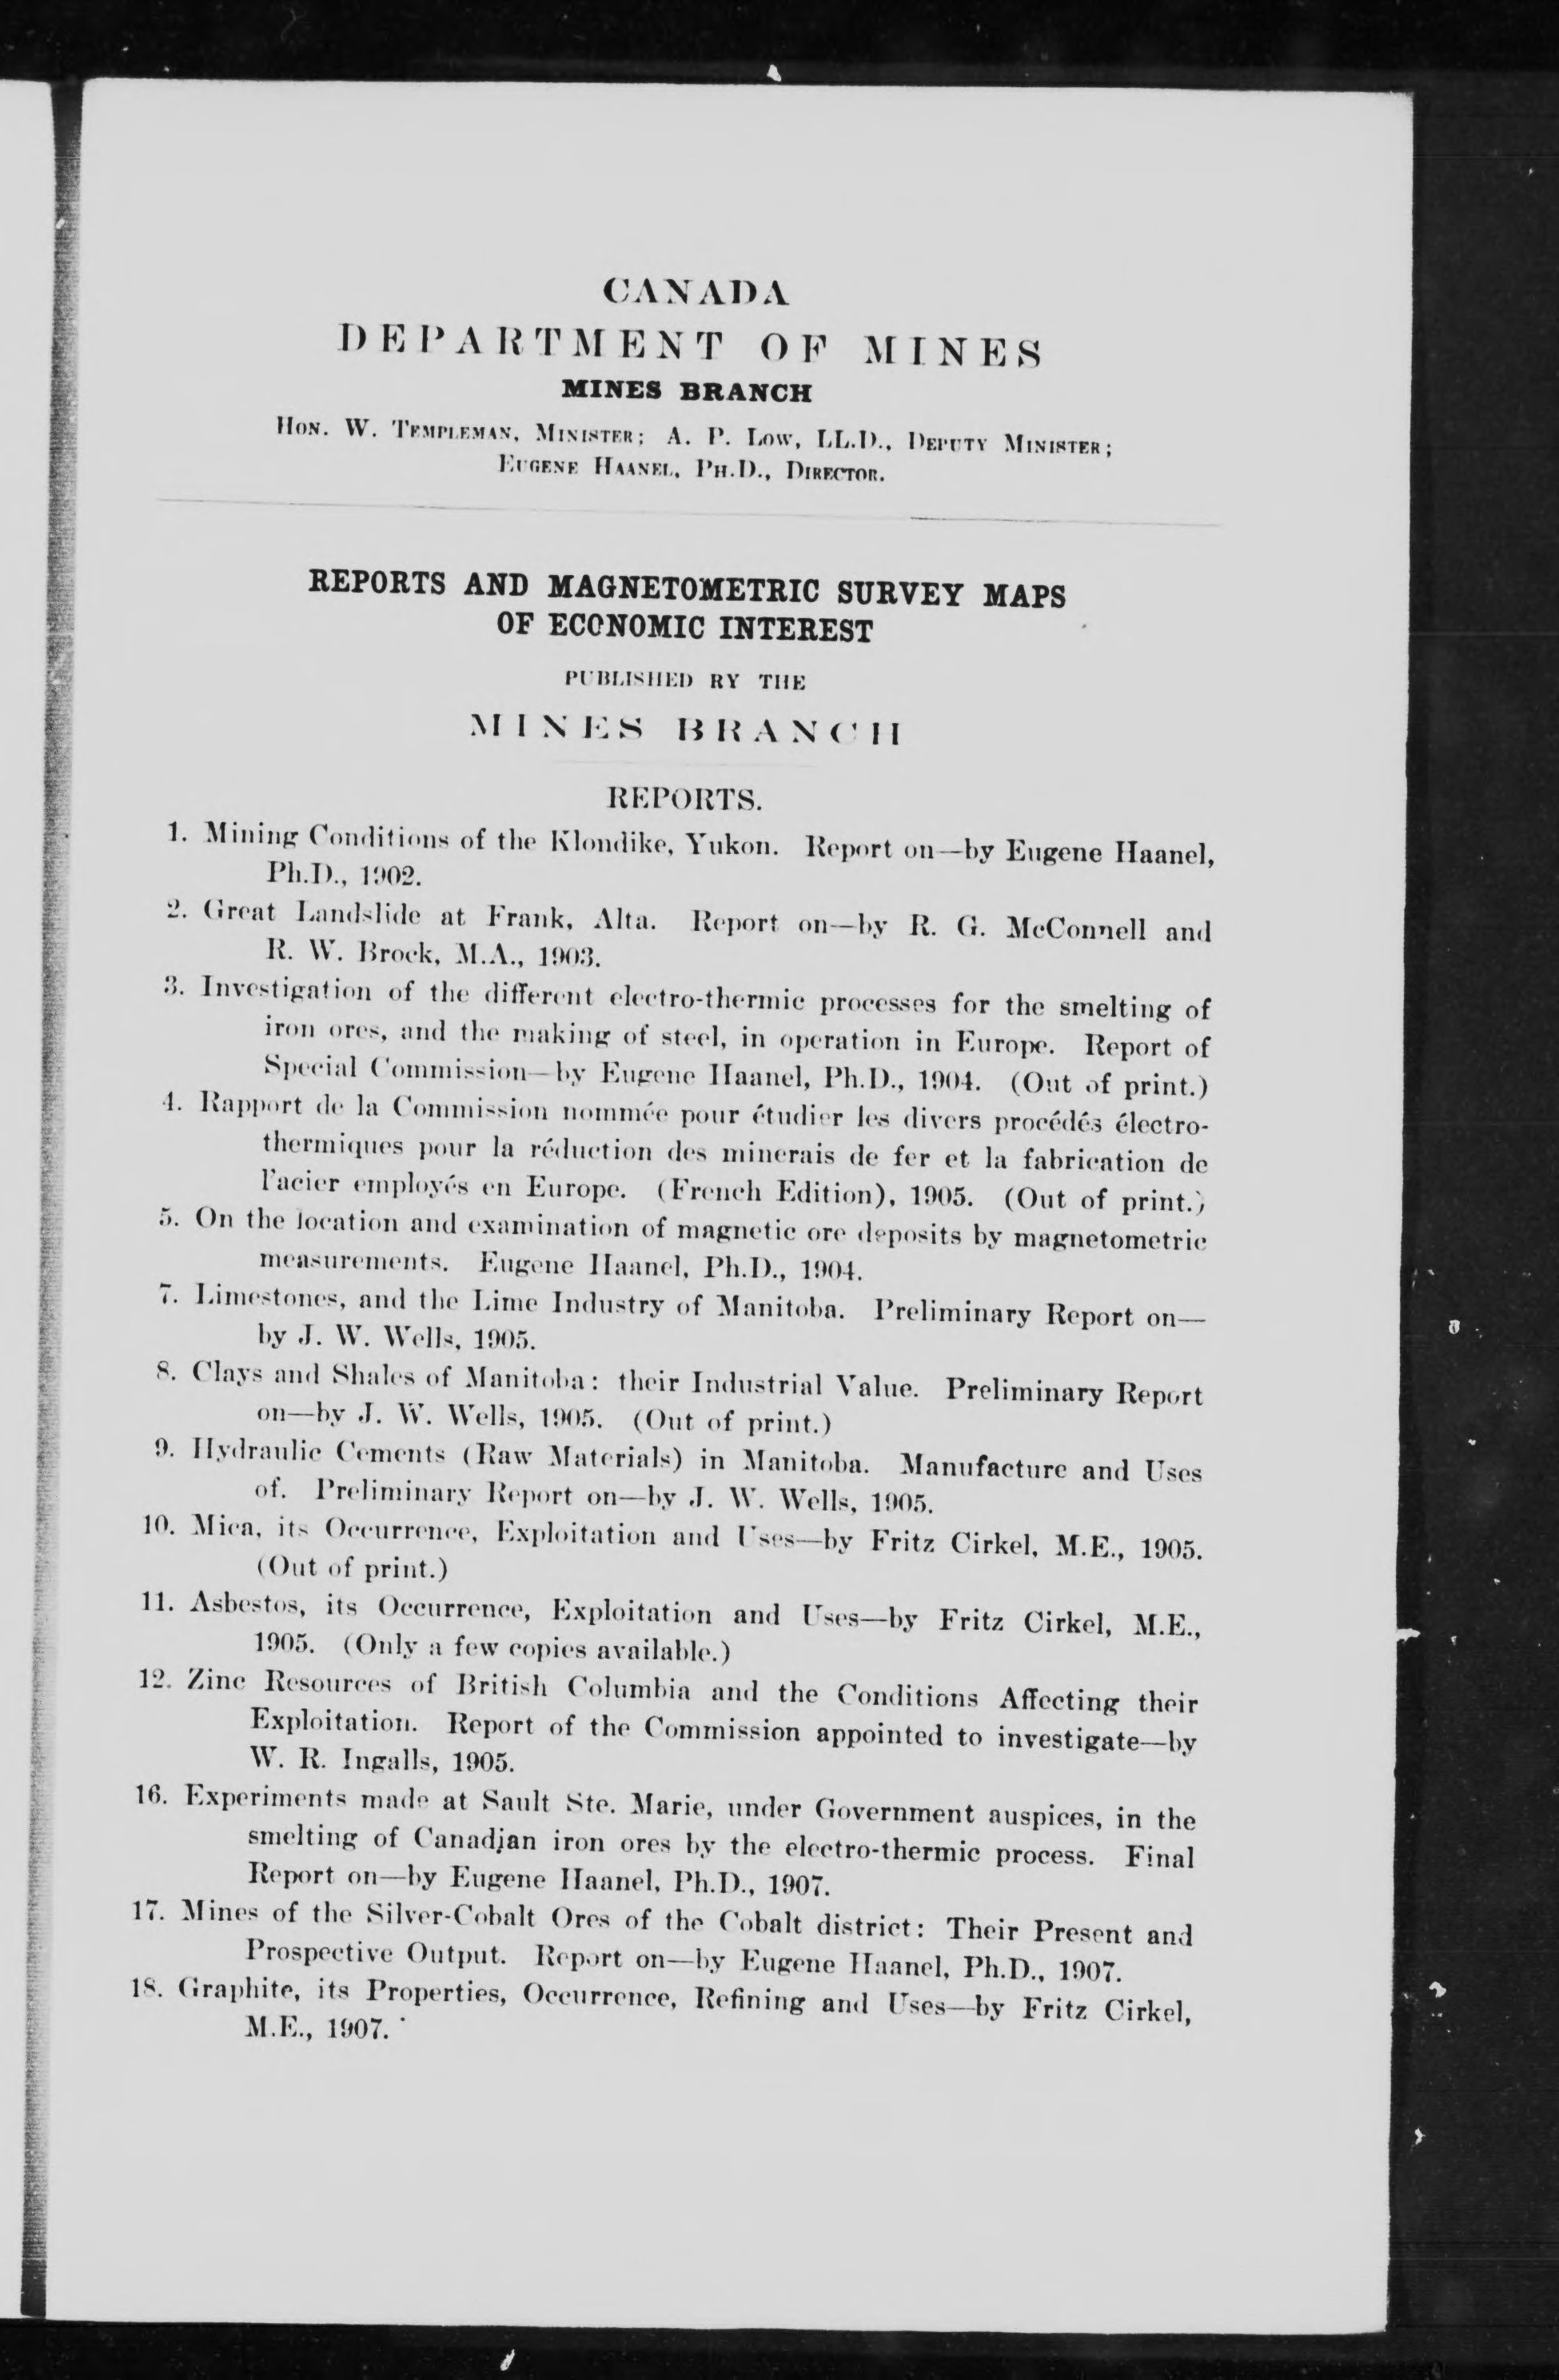 CANADA
DEPARTMENT OF MINES
MINES BRANCH
Hon. W. Templeman, Minister; A. P. Low, LL.D., Deputy Minister;
Eugene Haanel, Ph.D., Director.
REPORTS AND MAGNETOMETRIC SURVEY MAPS
OF ECONOMIC INTEREST
PUBLISHED BY THE
MINES BRANCH
REPORTS.
1. Mining Conditions of the Klondike, Yukon. Report on—by Eugene Haanel,
Ph.D., 1902.
2. Great Landslide at Frank, Alta. Report on—by R. G. McConnell and
R. W. Brock, M.A., 1903.
3. Investigation of the different electro-thermic processes for the smelting of
iron ores, and the making of steel, in operation in Europe. Report of
Special Commission—by Eugene Haanel, Ph.D., 1904. (Out of print.)
4. Rapport de la Commission nommée pour étudier les divers procédés électro-
thermiques pour la réduction des minerais de fer et la fabrication de
l'acier employés en Europe. (French Edition), 1905. (Out of print.)
5. On the location and examination of magnetic ore deposits by magnetometric
measurements. Eugene Haanel, Ph.D., 1904.
7. Limestones, and the Lime Industry of Manitoba. Preliminary Report on—
by J. W. Wells, 1905.
8. Clays and Shales of Manitoba: their Industrial Value. Preliminary Report
on—by J. W. Wells, 1905. (Out of print.)
9. Hydraulic Cements (Raw Materials) in Manitoba. Manufacture and Uses
of. Preliminary Report on—by J. W. Wells, 1905.
10. Mica, its Occurrence, Exploitation and Uses—by Fritz Cirkel, M.E., 1905.
(Out of print.)
11. Asbestos, its Occurrence, Exploitation and Uses—by Fritz Cirkel, M.E.,
1905. (Only a few copies available.)
12. Zinc Resources of British Columbia and the Conditions Affecting their
Exploitation. Report of the Commission appointed to investigate—by
W. R. Ingalls, 1905.
16. Experiments made at Sault Ste. Marie, under Government auspices, in the
smelting of Canadian iron ores by the electro-thermic process. Final
Report on—by Eugene Haanel, Ph.D., 1907.
17. Mines of the Silver-Cobalt Ores of the Cobalt district: Their Present and
Prospective Output. Report on—by Eugene Haanel, Ph.D., 1907.
18. Graphite, its Properties, Occurrence, Refining and Uses—by Fritz Cirkel,
M.E., 1907.